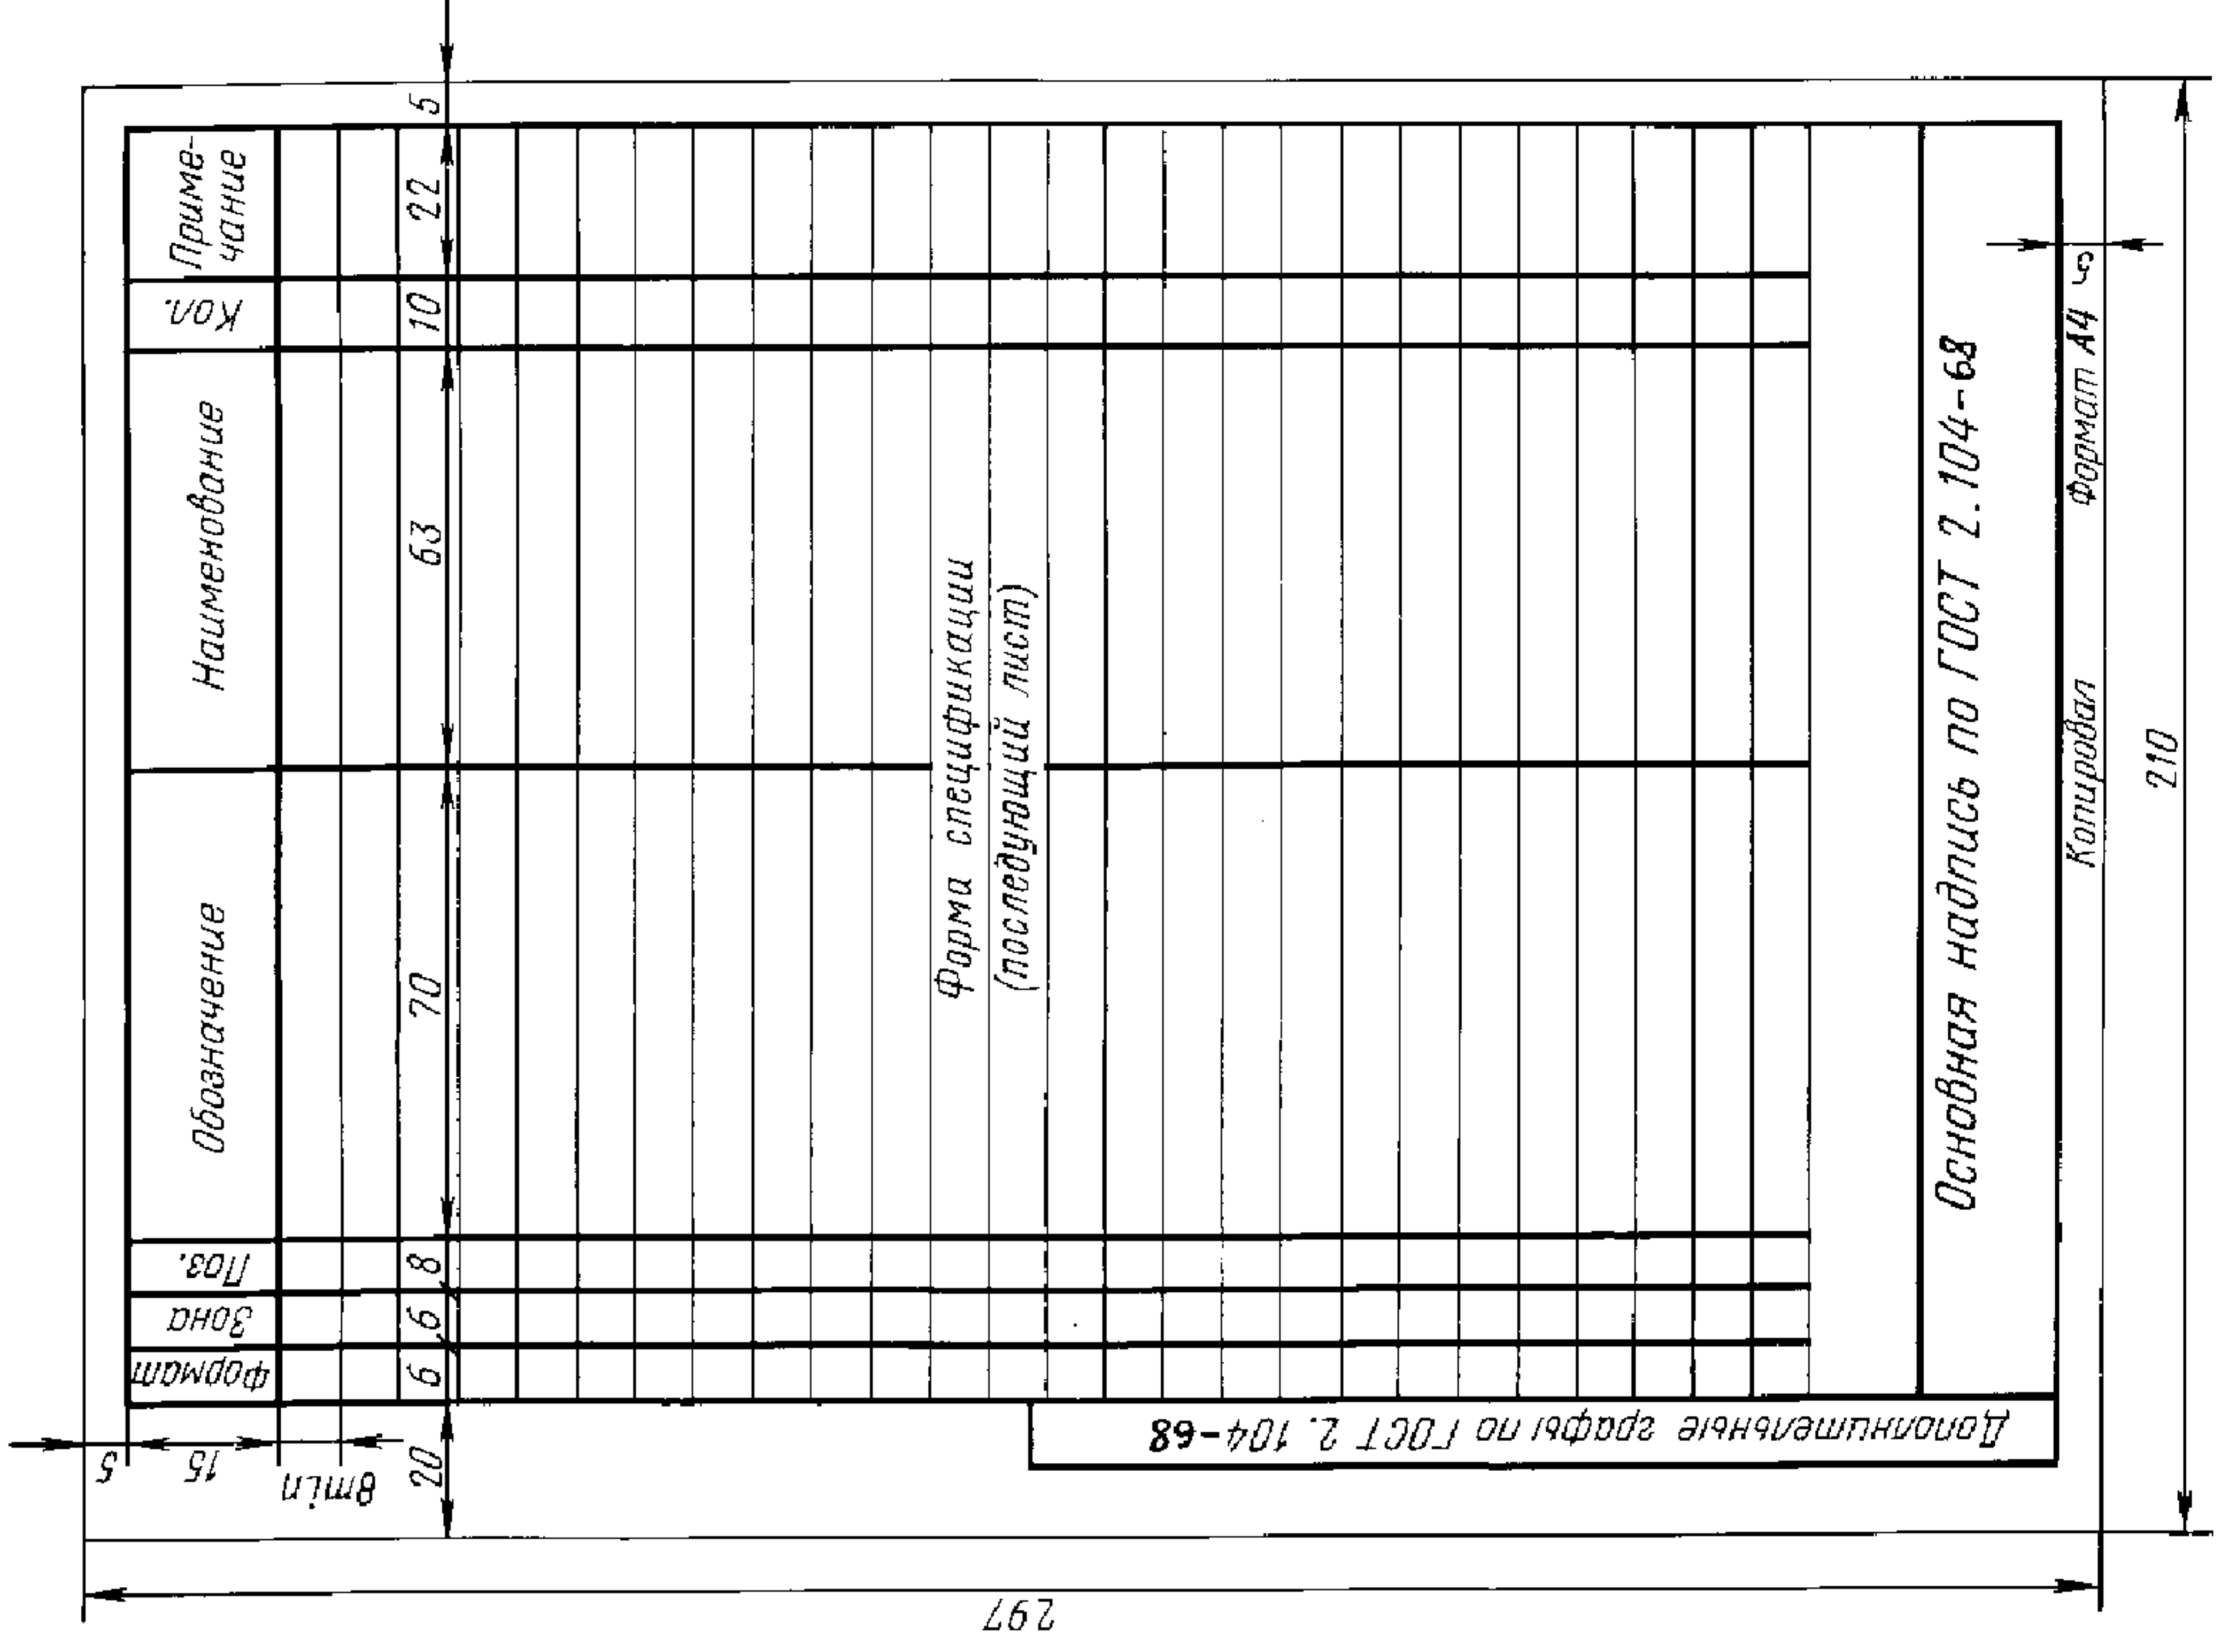 Формат
Зона
Поз.
Обозначение
Наименование
Кол.
Приме-
чание
5
15
8min
20
6
6
8
70
63
10
22
5
Форма спецификации
(последующий лист)
Основная надпись по ГОСТ 2.104-68
Дополнительные графы по ГОСТ 2.104-68
Копировал
Формат А4
5
210
297